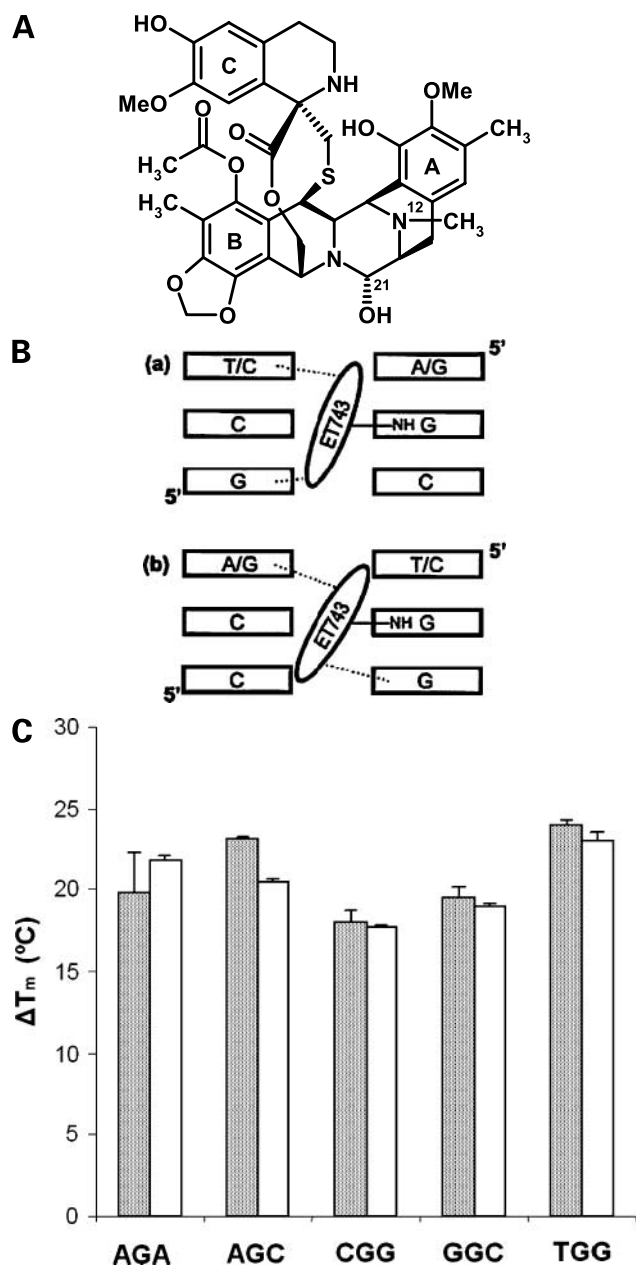 A
HO
C
NH
MeO
OMe
O
HO
CH3
O
H3C
O
S
A
O
H3C
12
N
CH3
B
N
O
21
O
OH
B
(a)
T/C
A/G
5'
C
ET743
NH G
5'
G
C
(b)
A/G
T/C
5'
C
ET743
NH G
5'
C
G
C
30
25
20
15
10
5
0
ΔTm (ºC)
AGA AGC CGG GGC TGG